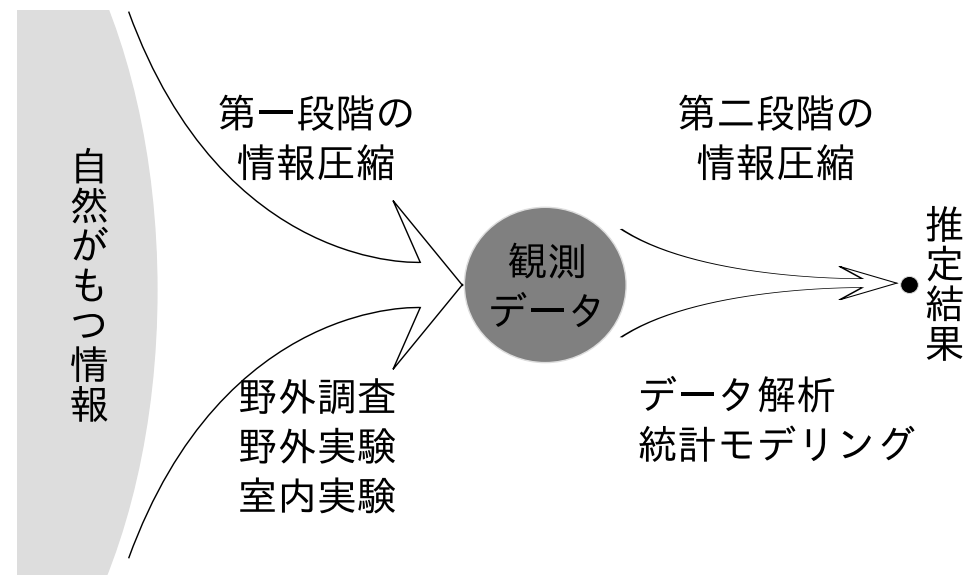 自然がもつ情報
第一段階の
情報圧縮
野外調査
野外実験
室内実験
観測
データ
第二段階の
情報圧縮
データ解析
統計モデリング
推定結果